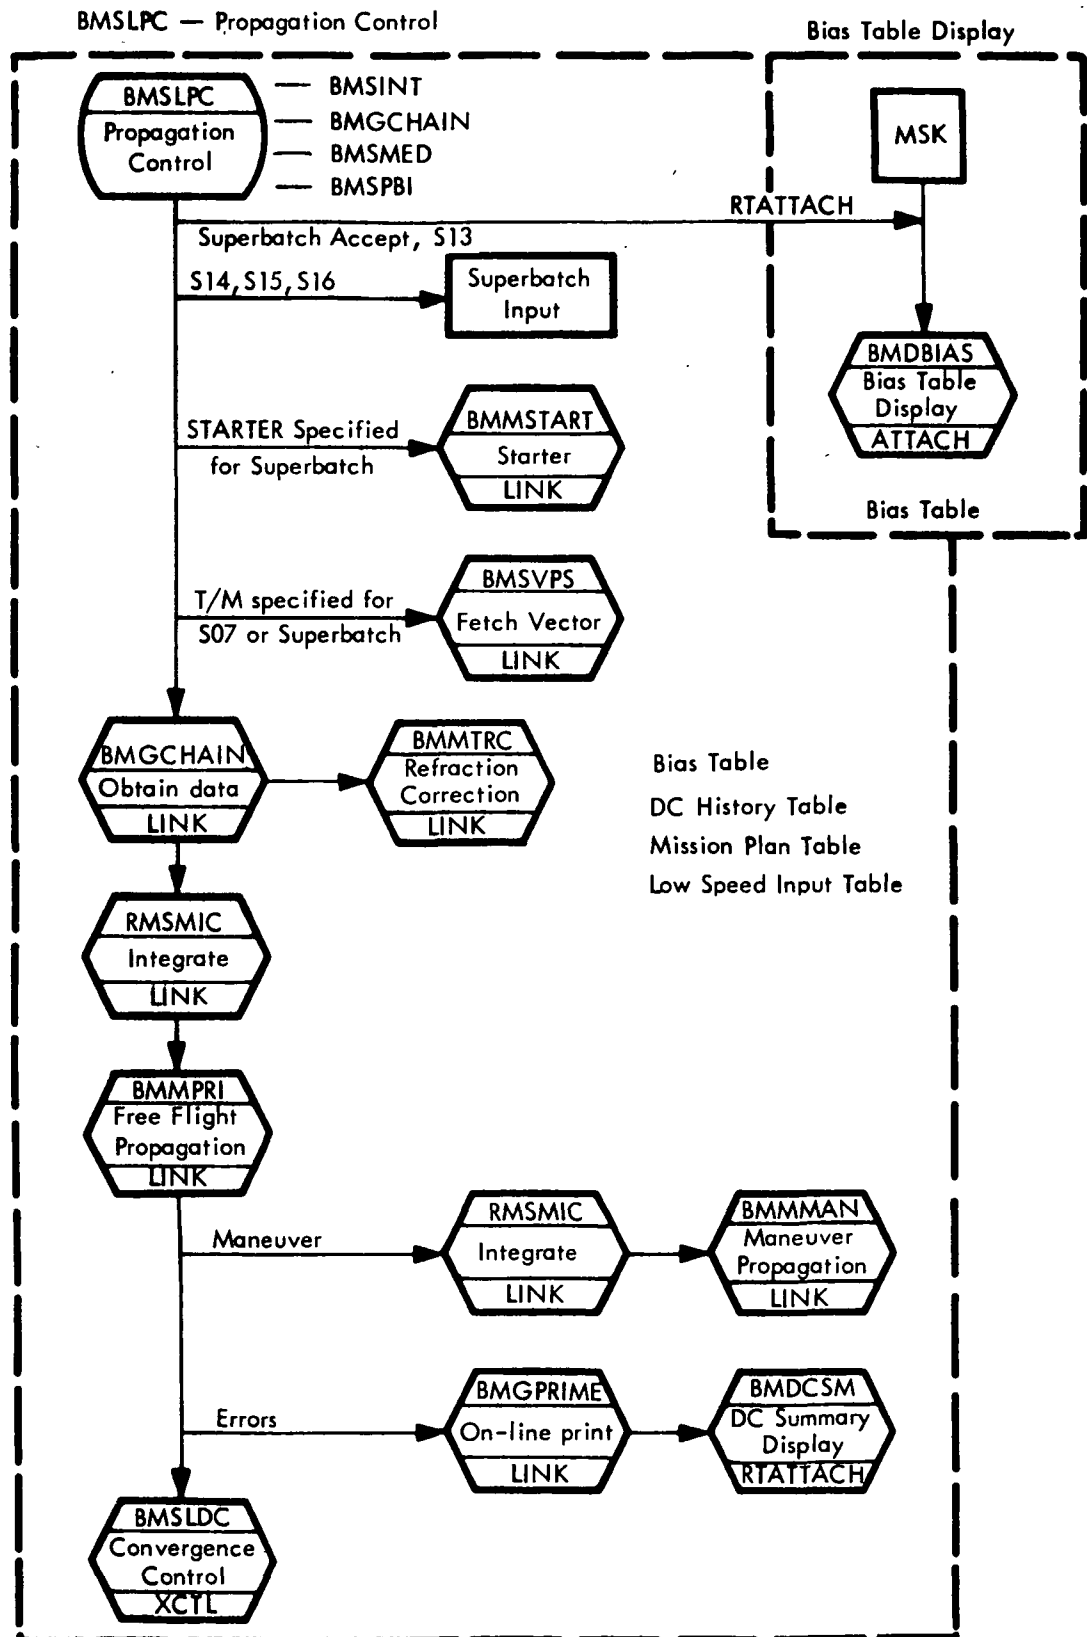 BMSLPC — Propagation Control
Bias Table Display
BMSLPC
Propagation
Control
— BMSINT
— BMGCHAIN
— BMSMED
— BMSPBI
MSK
RTATTACH
Superbatch Accept, S13
S14, S15, S16
Superbatch
Input
BMDBIAS
Bias Table
Display
ATTACH
Bias Table
STARTER Specified
for Superbatch
BMMSTART
Starter
LINK
T/M specified for
S07 or Superbatch
BMSVPS
Fetch Vector
LINK
BMGCHAIN
Obtain data
LINK
BMMTRC
Refraction
Correction
LINK
Bias Table
DC History Table
Mission Plan Table
Low Speed Input Table
RMSMIC
Integrate
LINK
BMMPRI
Free Flight
Propagation
LINK
Maneuver
RMSMIC
Integrate
LINK
BMMMAN
Maneuver
Propagation
LINK
Errors
BMGPRIME
On-line print
LINK
BMDCSM
DC Summary
Display
RTATTACH
BMSLDC
Convergence
Control
XCTL